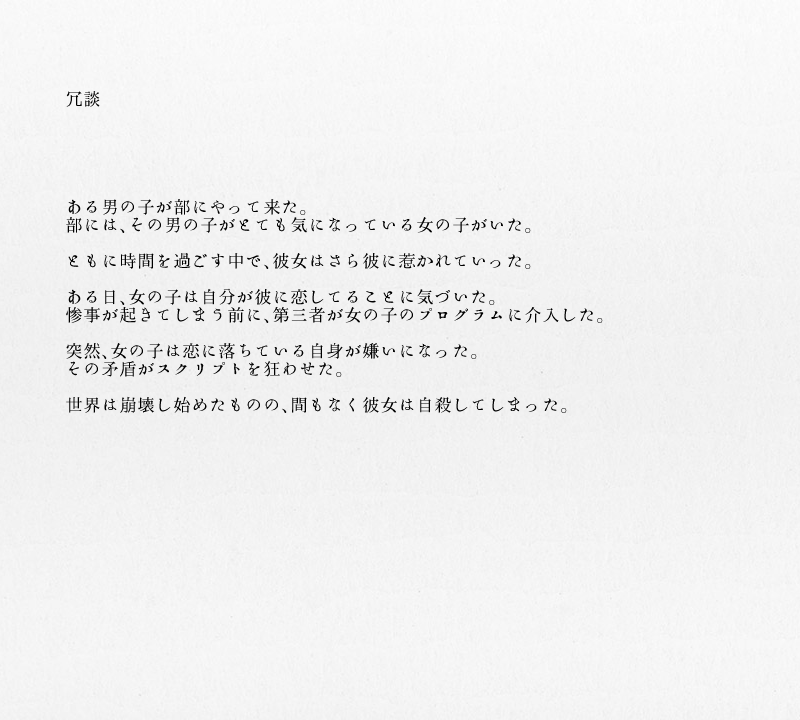 冗談
ある男の子が部にやって来た。
部には、その男の子がとても気になっている女の子がいた。
ともに時間を過ごす中で、彼女はさら彼に惹かれていった。
ある日、女の子は自分が彼に恋してることに気づいた。
惨事が起きてしまう前に、第三者が女の子のプログラムに介入した。
突然、女の子は恋に落ちている自身が嫌いになった。
その矛盾がスクリプトを狂わせた。
世界は崩壊し始めたものの、間もなく彼女は自殺してしまった。